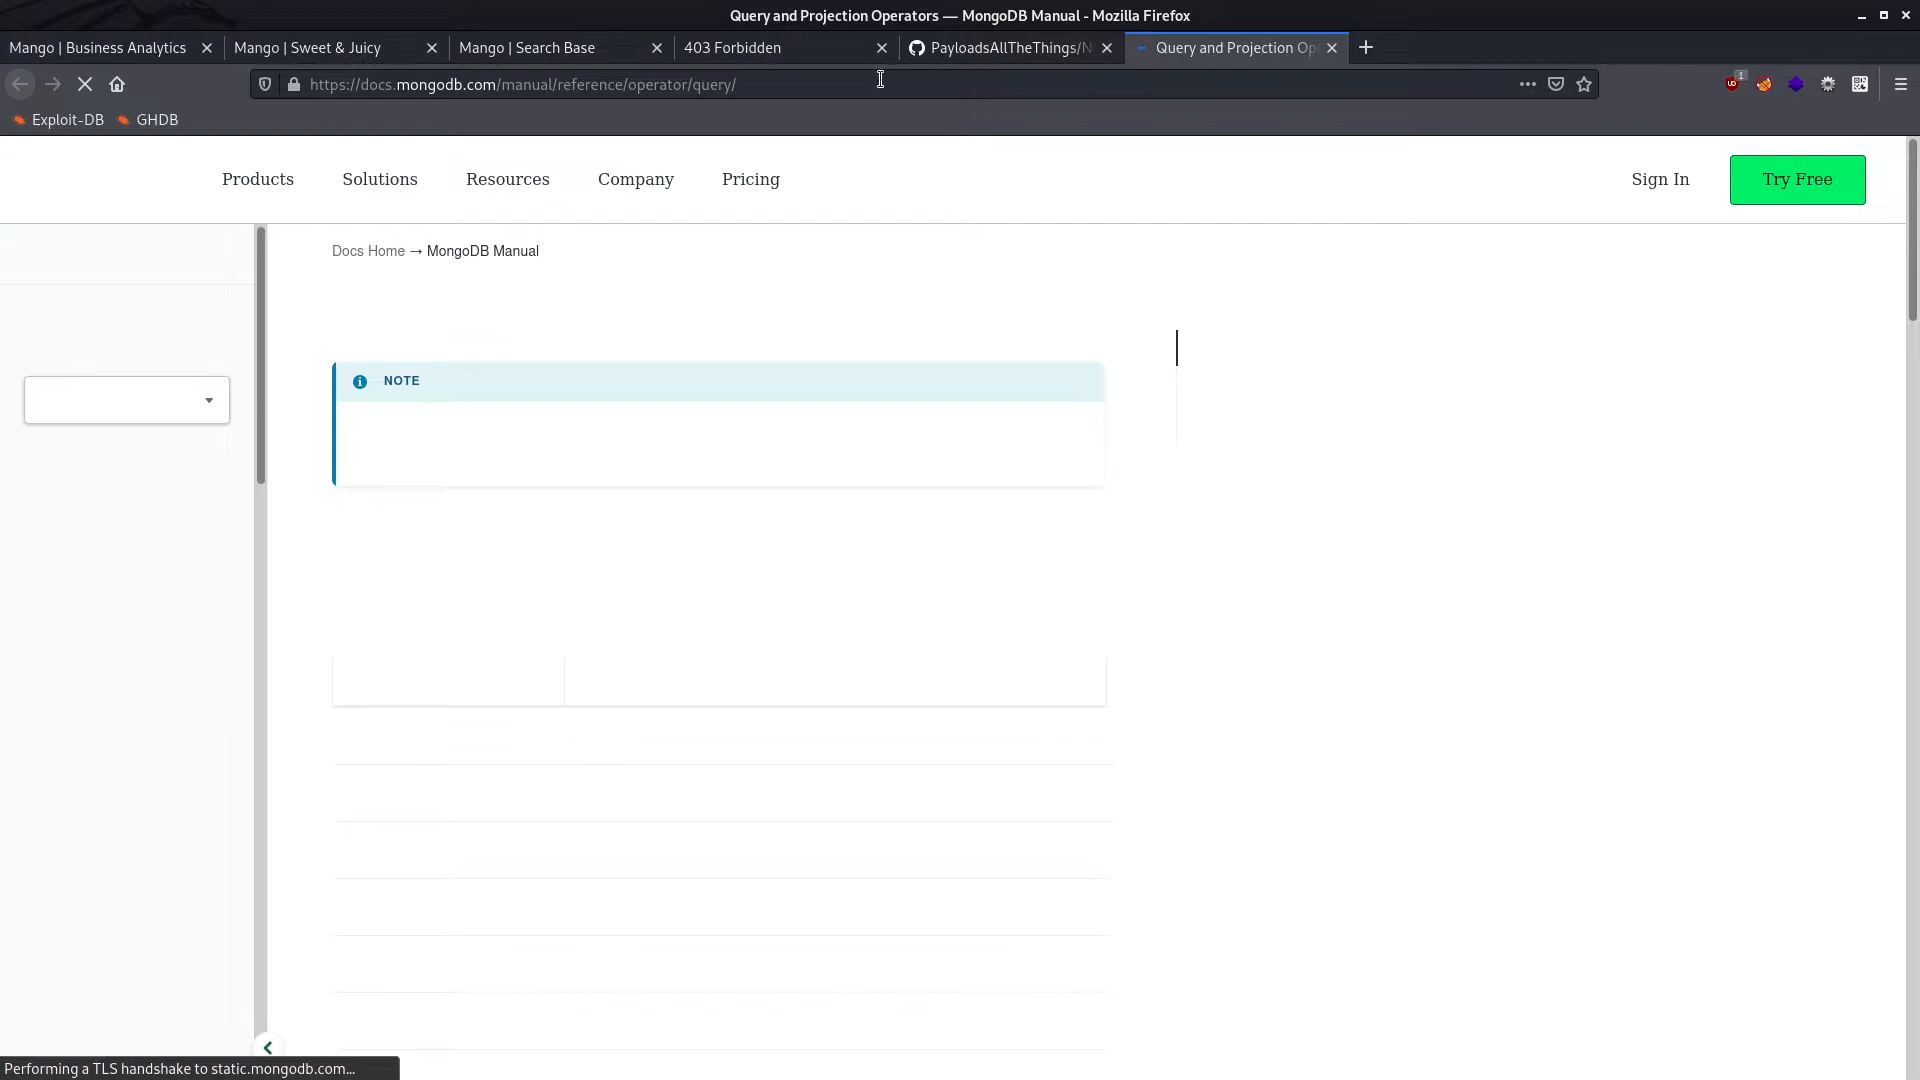 Query and Projection Operators — MongoDB Manual - Mozilla Firefox
Mango | Business Analytics
Mango | Sweet & Juicy
Mango | Search Base
403 Forbidden
PayloadsAllTheThings/N
Query and Projection Op
https://docs.mongodb.com/manual/reference/operator/query/
1
Exploit-DB
GHDB
Products
Solutions
Resources
Company
Pricing
Sign In
Try Free
Docs Home → MongoDB Manual
NOTE
Performing a TLS handshake to static.mongodb.com...